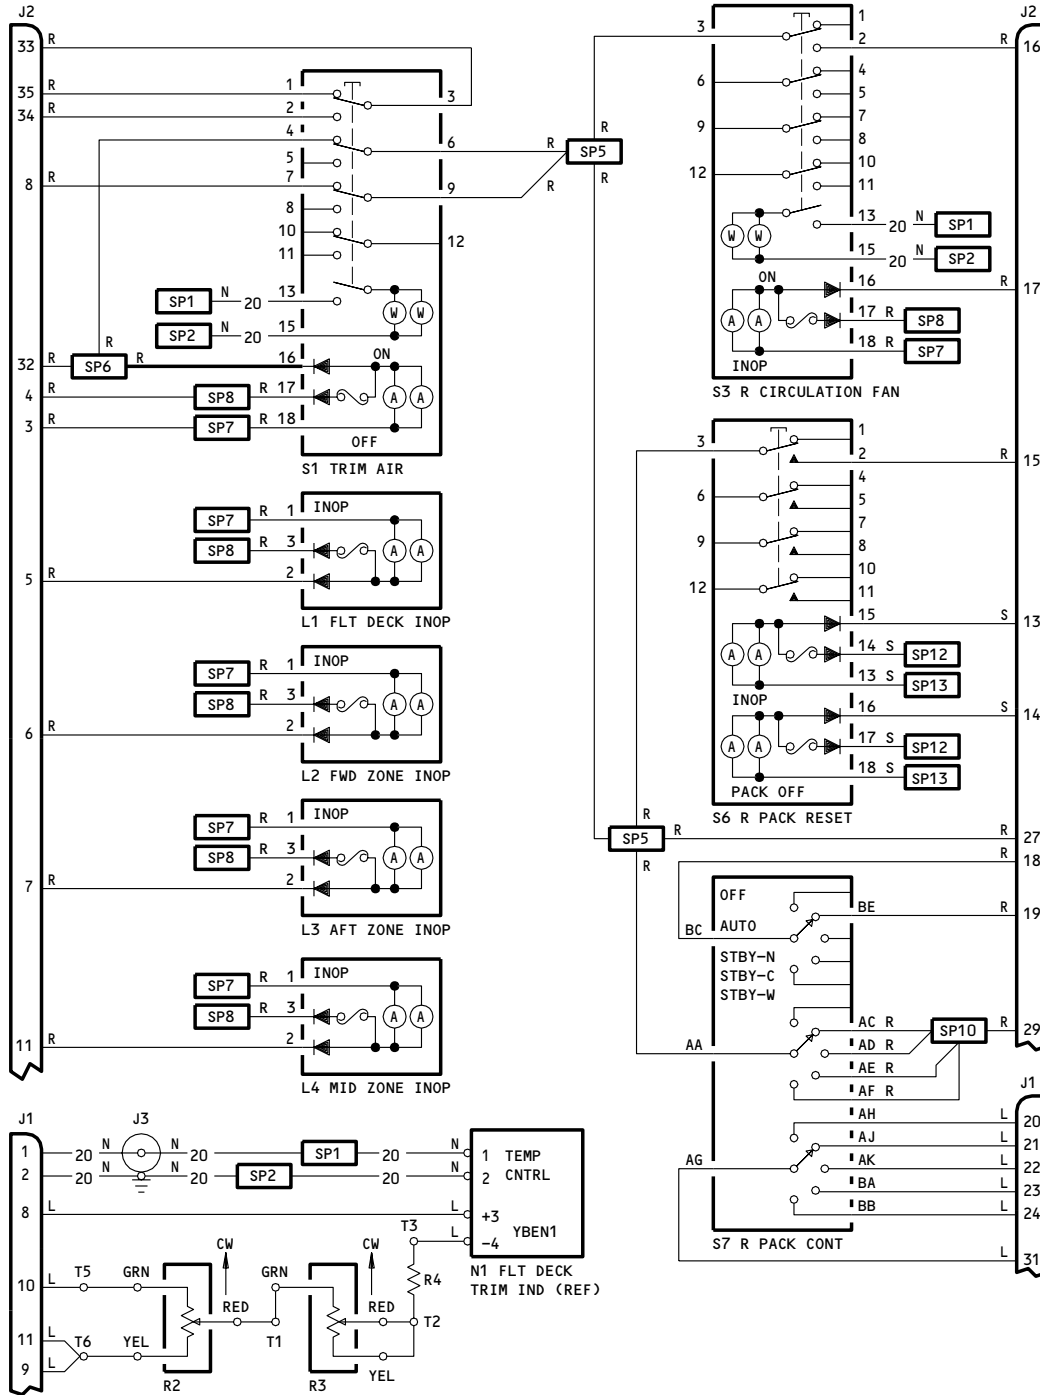 J2
33 R
35 R
34 R
8 R
32 R SP6 R R
4 R SP8 R 17
3 R SP7 R 18
1
2
3
4
5
6 R
7
8
9 R
10
11
12
SP1 N 20 13
SP2 N 20 15
W W
16 ON
A A
OFF
S1 TRIM AIR
SP7 R 1 INOP
SP8 R 3 A A
5 R 2
L1 FLT DECK INOP
SP7 R 1 INOP
SP8 R 3 A A
6 R 2
L2 FWD ZONE INOP
SP7 R 1 INOP
SP8 R 3 A A
7 R 2
L3 AFT ZONE INOP
SP7 R 1 INOP
SP8 R 3 A A
11 R 2
L4 MID ZONE INOP
J1 J3
1 20 N N 20 SP1 20 N 1 TEMP
2 20 N N 20 SP2 20 N 2 CNTRL
8 L L +3
T3 L -4 YBEN1
N1 FLT DECK
TRIM IND (REF)
10 L T5 GRN CW GRN CW R4
RED T1 RED T2
11 L
9 L T6 YEL YEL
R2 R3
R
SP5
R
J2
3 1
2 R 16
6 4
5
9 7
8
12 10
11
W W 13 20 N SP1
15 20 N SP2
ON 16 R 17
A A 17 R SP8
18 R SP7
INOP
S3 R CIRCULATION FAN
3 1
2 R 15
6 4
5
9 7
8
12 10
11
15 S 13
A A 14 S SP12
13 S SP13
INOP
16 S 14
A A 17 S SP12
18 S SP13
PACK OFF
S6 R PACK RESET
R
SP5 R 27
R
R 18
OFF
BE R 19
BC AUTO
STBY-N
STBY-C
STBY-W
AA AC R SP10 R 29
AD R
AE R
AF R
J1
AH L 20
AJ L 21
AG AK L 22
BA L 23
BB L 24
S7 R PACK CONT
L 31